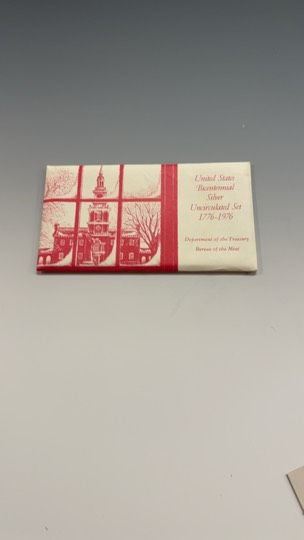 United States
Bicentennial
Silver
Uncirculated Set
1776-1976
Department of the Treasury
Bureau of the Mint